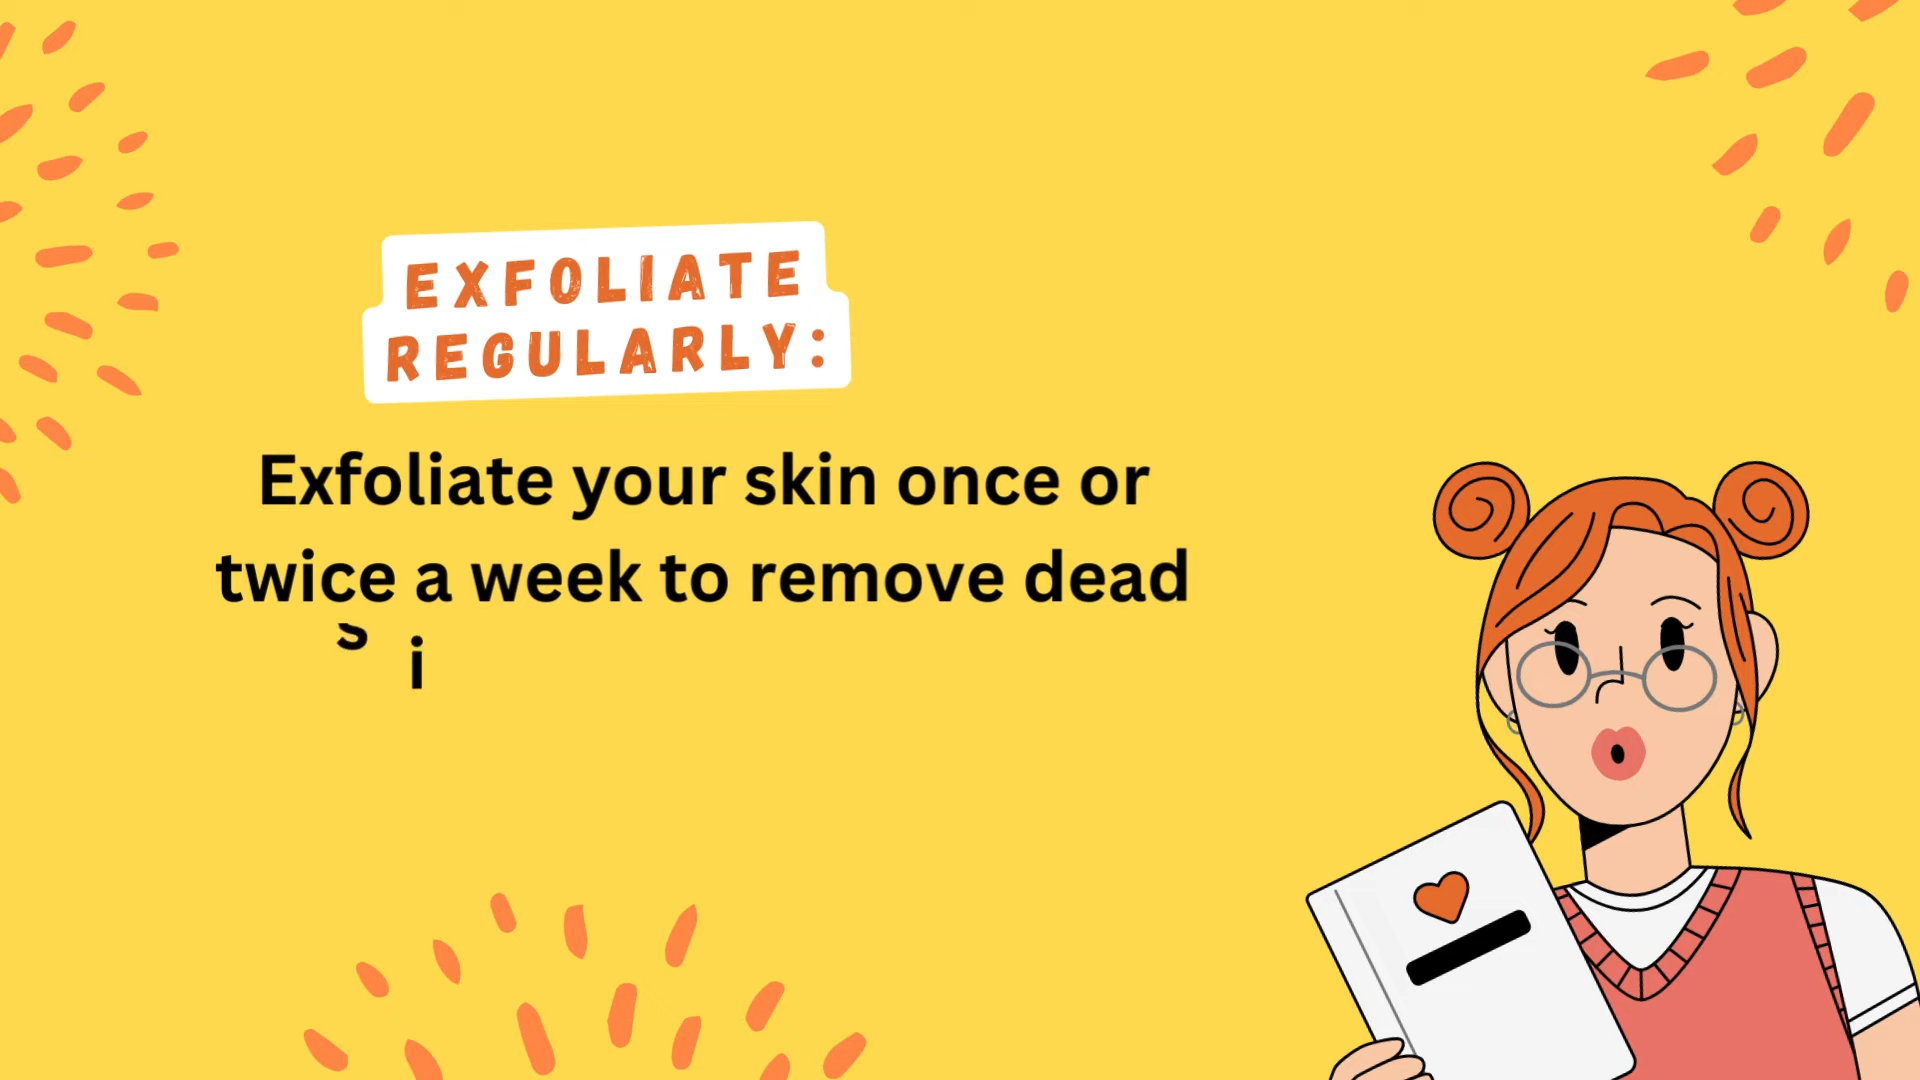 EXFOLIATE
REGULARLY:
Exfoliate your skin once or
twice a week to remove dead
s i